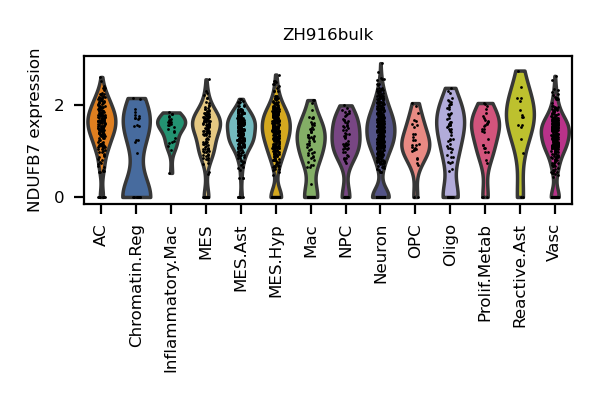 ZH916bulk
NDUFB7 expression
2
0
AC
Chromatin.Reg
Inflammatory.Mac
MES
MES.Ast
MES.Hyp
Mac
NPC
Neuron
OPC
Oligo
Prolif.Metab
Reactive.Ast
Vasc